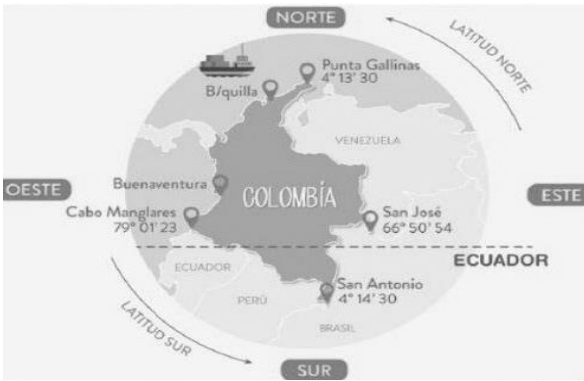 NORTE
LATITUD NORTE
Punta Gallinas
4° 13' 30
B/quilla
VENEZUELA
OESTE
Buenaventura
COLOMBÍA
ESTE
Cabo Manglares
79° 01' 23
San José
66° 50' 54
ECUADOR
ECUADOR
San Antonio
4° 14' 30
PERÚ
BRASIL
LATITUD SUR
SUR